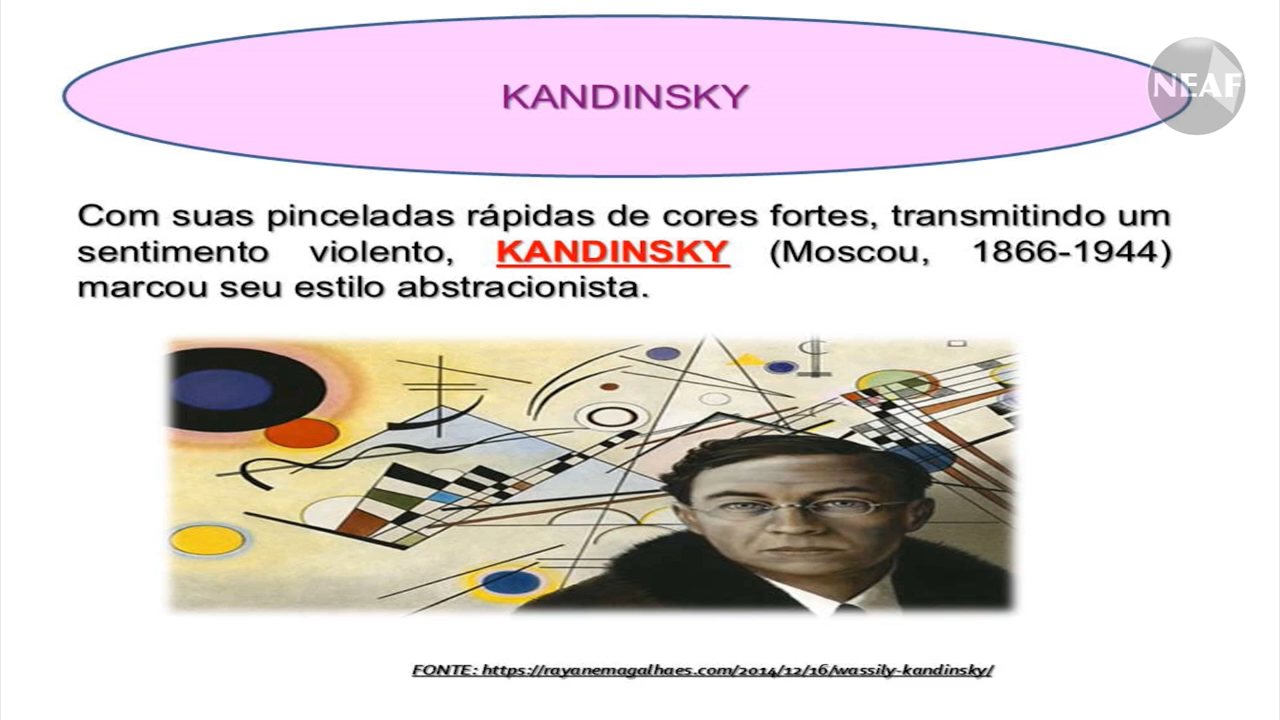 KANDINSKY
NEAF
Com suas pinceladas rápidas de cores fortes, transmitindo um
sentimento violento, KANDINSKY (Moscou, 1866-1944)
marcou seu estilo abstracionista.
FONTE: https://rayanemagalhaes.com/2014/12/16/wassily-kandinsky/